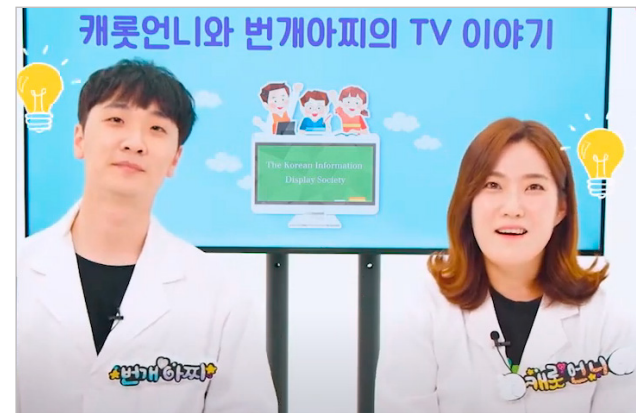 캐롯언니와 번개아찌의 TV 이야기
The Korean Information
Display Society
번개아찌
캐롯언니